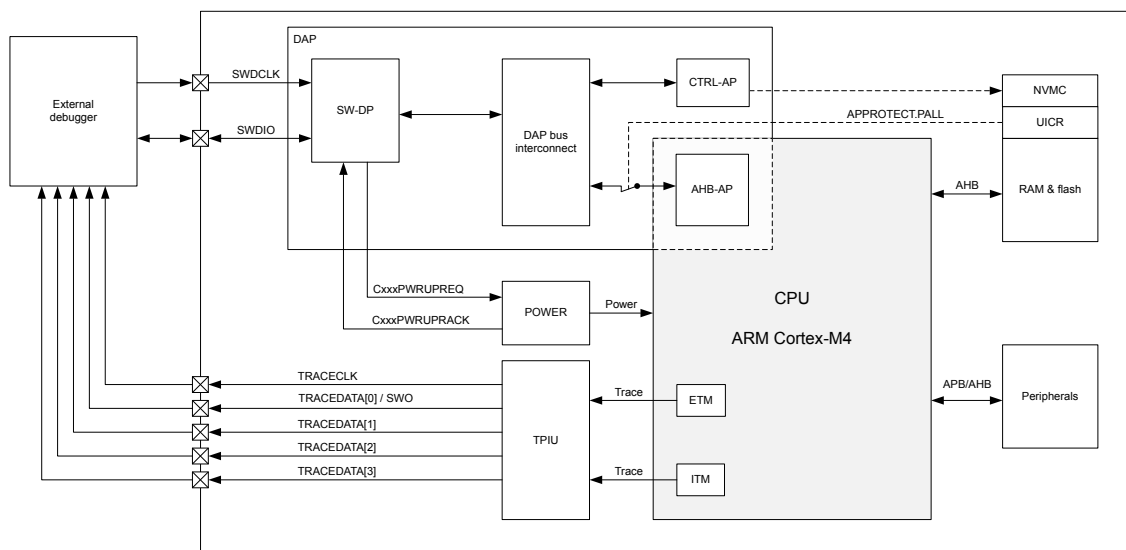 DAP
External
debugger
SWDCLK
SWDIO
SW-DP
DAP bus
interconnect
CTRL-AP
AHB-AP
APPROTECT.PALL
NVMC
UICR
RAM & flash
AHB
CxxxPWRUPREQ
CxxxPWRUPRACK
POWER
Power
CPU
ARM Cortex-M4
TRACECLK
TRACEDATA[0] / SWO
TRACEDATA[1]
TRACEDATA[2]
TRACEDATA[3]
TPIU
Trace
ETM
Trace
ITM
APB/AHB
Peripherals